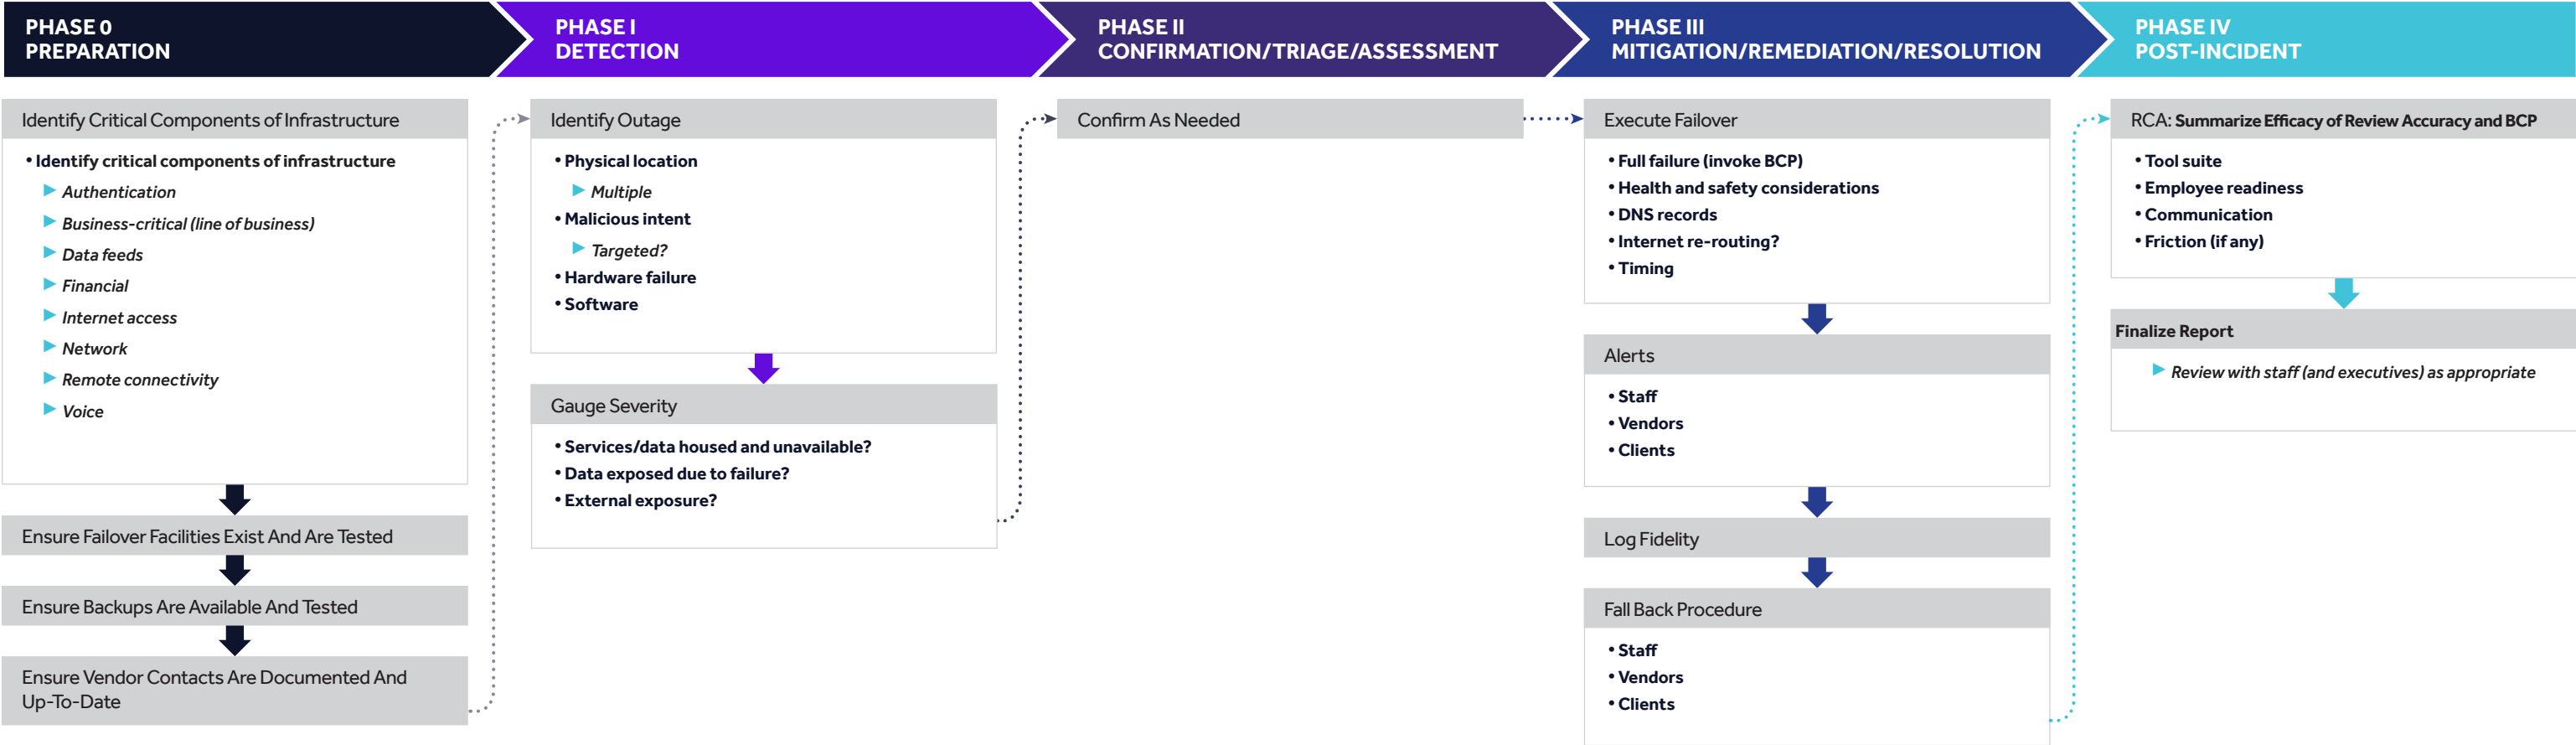 PHASE 0
PREPARATION
PHASE I
DETECTION
PHASE II
CONFIRMATION/TRIAGE/ASSESSMENT
PHASE III
MITIGATION/REMEDIATION/RESOLUTION
PHASE IV
POST-INCIDENT
Identify Critical Components of Infrastructure
• Identify critical components of infrastructure
Authentication
Business-critical (line of business)
Data feeds
Financial
Internet access
Network
Remote connectivity
Voice
Ensure Failover Facilities Exist And Are Tested
Ensure Backups Are Available And Tested
Ensure Vendor Contacts Are Documented And
Up-To-Date
Identify Outage
• Physical location
Multiple
• Malicious intent
Targeted?
• Hardware failure
• Software
Gauge Severity
• Services/data housed and unavailable?
• Data exposed due to failure?
• External exposure?
Confirm As Needed
Execute Failover
• Full failure (invoke BCP)
• Health and safety considerations
• DNS records
• Internet re-routing?
• Timing
Alerts
• Staff
• Vendors
• Clients
Log Fidelity
Fall Back Procedure
• Staff
• Vendors
• Clients
RCA: Summarize Efficacy of Review Accuracy and BCP
• Tool suite
• Employee readiness
• Communication
• Friction (if any)
Finalize Report
Review with staff (and executives) as appropriate